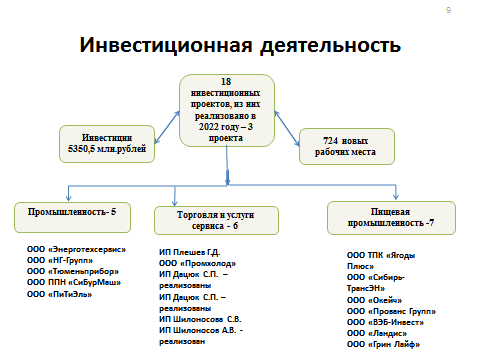 9
Инвестиционная деятельность
18
инвестиционных
проектов, из них
реализовано в
2022 году – 3
проекта
Инвестиции
5350,5 млн.рублей
724 новых
рабочих места
Промышленность- 5
Торговля и услуги
сервиса - 6
Пищевая
промышленность -7
ООО «Энерготехсервис»
ООО «НГ-Групп»
ООО «Тюменьприбор»
ООО ППН «СиБурМаш»
ООО «ПиТиЭль»
ИП Плешев Г.Д.
ООО «Промхолод»
ИП Дацюк С.П. –
реализованы
ИП Дацюк С.П. –
реализованы
ИП Шилоносова С.В.
ИП Шилоносов А.В. -
реализован
ООО ТПК «Ягоды
Плюс»
ООО «Сибирь-
ТрансЭН»
ООО «Окейч»
ООО «Прованс Групп»
ООО «ВЭБ-Инвест»
ООО «Ландис»
ООО «Грин Лайф»